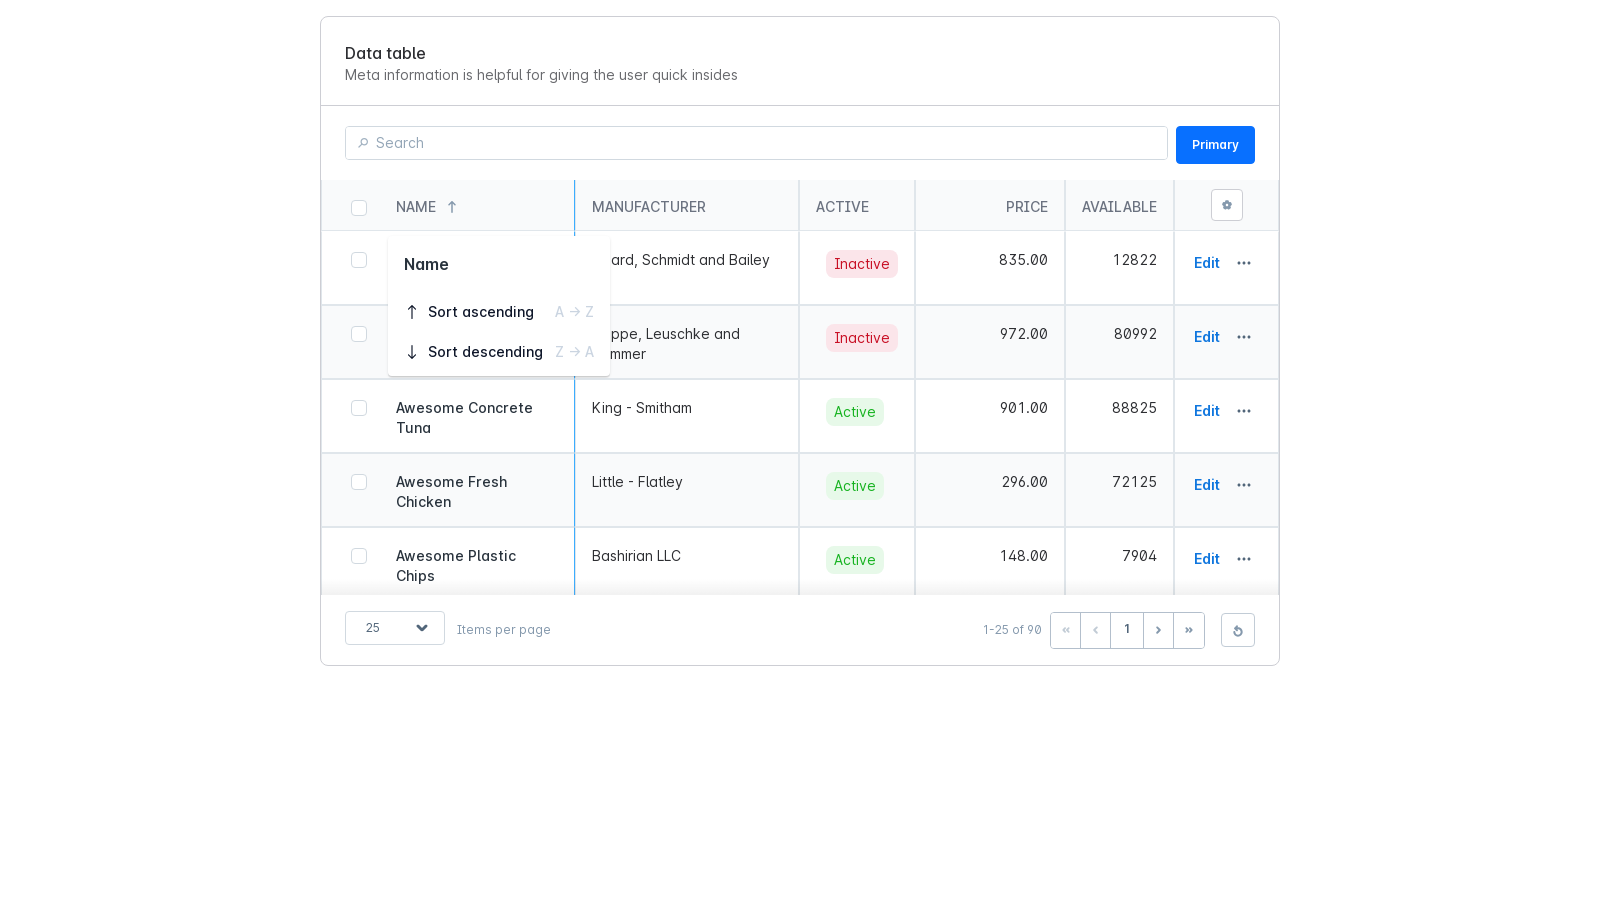 Data table
Meta information is helpful for giving the user quick insides
Search
Primary
NAME MANUFACTURER ACTIVE PRICE AVAILABLE
Name
ard, Schmidt and Bailey Inactive 835.00 12822 Edit
Sort ascending A → Z
ppe, Leuschke and Inactive 972.00 80992 Edit
Sort descending Z → A
mmer
Awesome Concrete King - Smitham Active 901.00 88825 Edit
Tuna
Awesome Fresh Little - Flatley Active 296.00 72125 Edit
Chicken
Awesome Plastic Bashirian LLC Active 148.00 7904 Edit
Chips
25 Items per page 1-25 of 90 « ‹ 1 › »